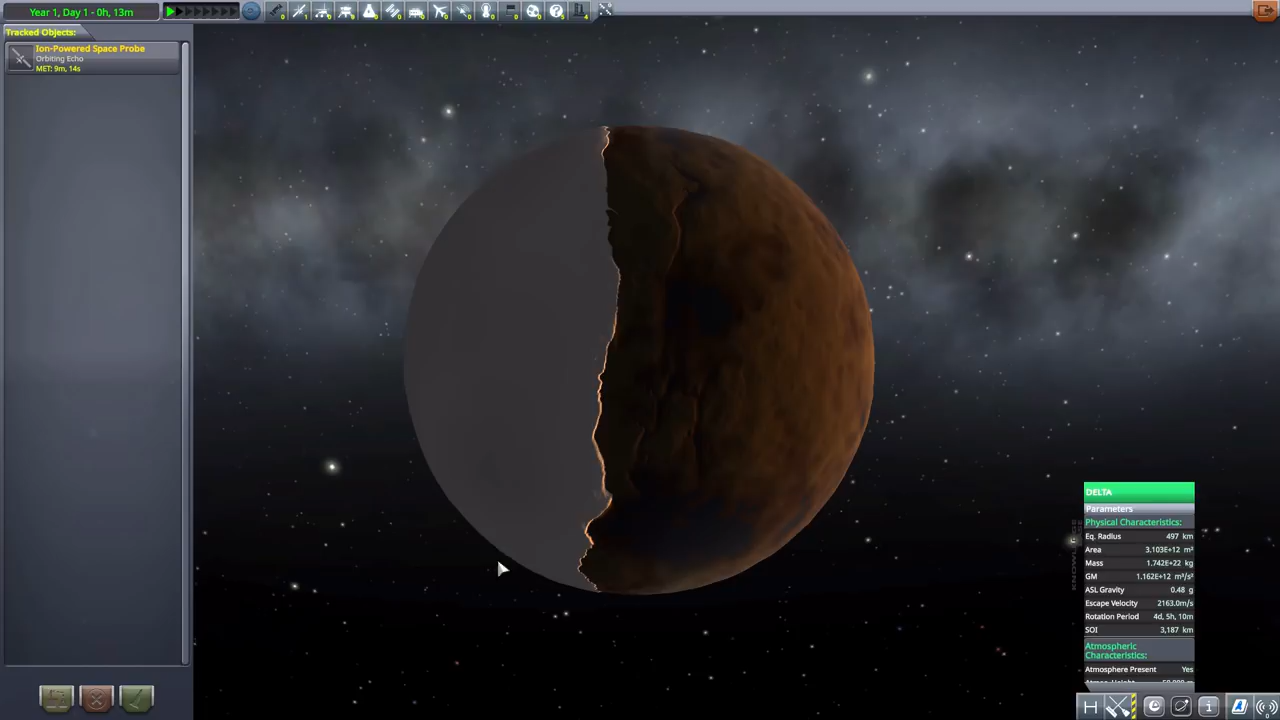 Year 1, Day 1 - 0h, 13m
Tracked Objects:
Ion-Powered Space Probe
Orbiting Echo
MET: 9m, 14s
DELTA
Parameters
Physical Characteristics:
Eq. Radius 497 km
Area 3.103E+12 m²
Mass 1.742E+22 kg
GM 1.162E+12 m³/s²
ASL Gravity 0.48 g
Escape Velocity 2163.0m/s
Rotation Period 4d, 5h, 10m
SOI 3,187 km
Atmospheric
Characteristics:
Atmosphere Present Yes